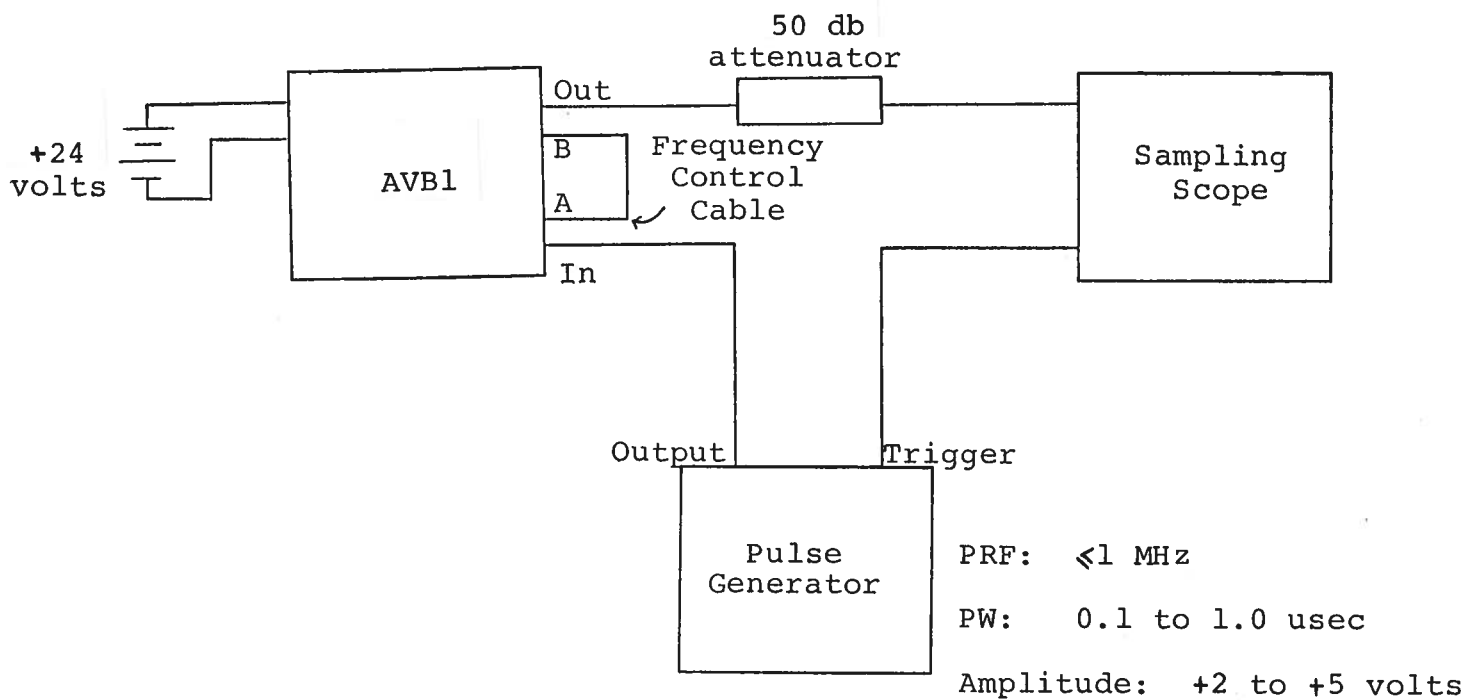 50 db
attenuator
Out
+24
volts
AVB1
B
A
Frequency
Control
Cable
In
Sampling
Scope
Output
Trigger
Pulse
Generator
PRF: ≤1 MHz
PW: 0.1 to 1.0 usec
Amplitude: +2 to +5 volts